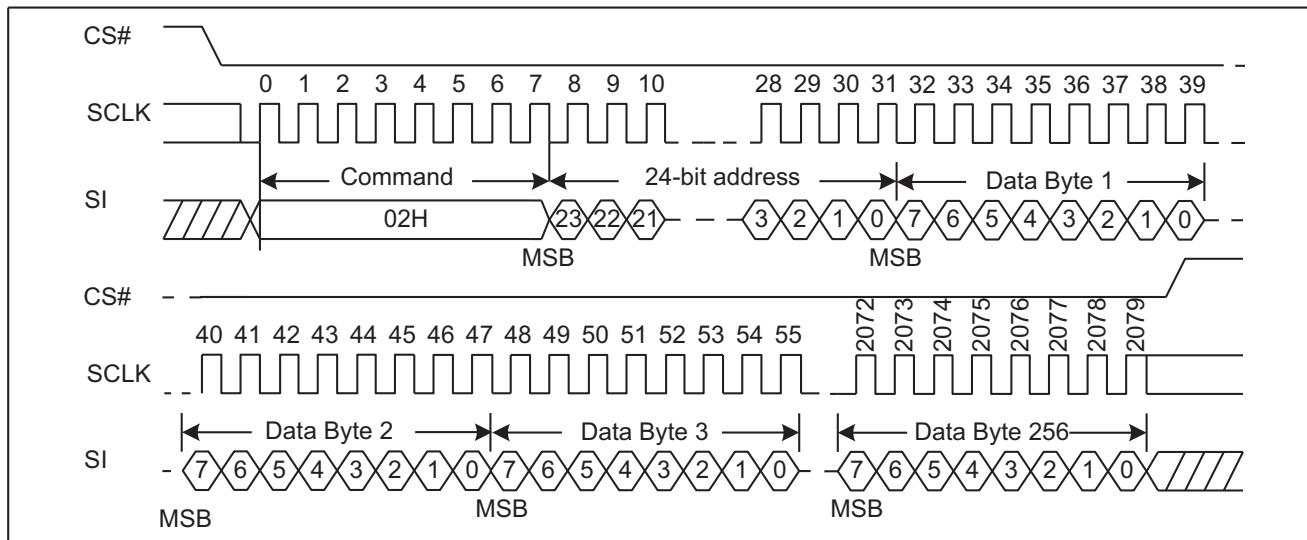 CS#
0 1 2 3 4 5 6 7 8 9 10 28 29 30 31 32 33 34 35 36 37 38 39
SCLK
Command 24-bit address Data Byte 1
SI
02H 23 22 21 3 2 1 0 7 6 5 4 3 2 1 0
MSB MSB
CS#
40 41 42 43 44 45 46 47 48 49 50 51 52 53 54 55 2072 2073 2074 2075 2076 2077 2078 2079
SCLK
Data Byte 2 Data Byte 3 Data Byte 256
SI
7 6 5 4 3 2 1 0 7 6 5 4 3 2 1 0 7 6 5 4 3 2 1 0
MSB MSB MSB